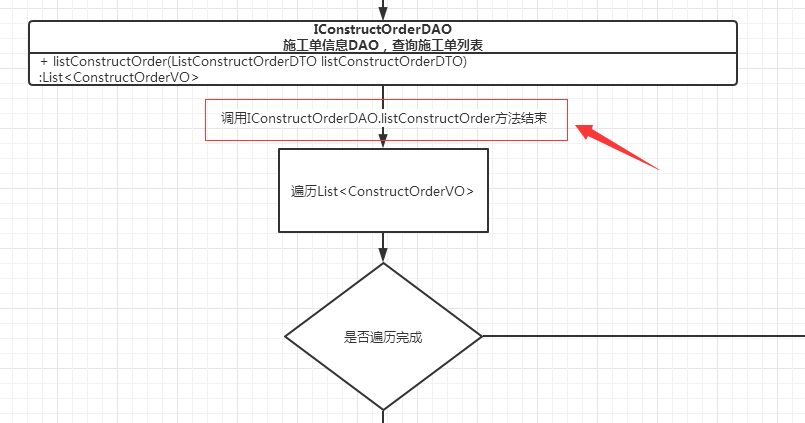 IConstructOrderDAO
施工单信息DAO，查询施工单列表
+ listConstructOrder(ListConstructOrderDTO listConstructOrderDTO)
:List<ConstructOrderVO>
调用IConstructOrderDAO.listConstructOrder方法结束
遍历List<ConstructOrderVO>
是否遍历完成